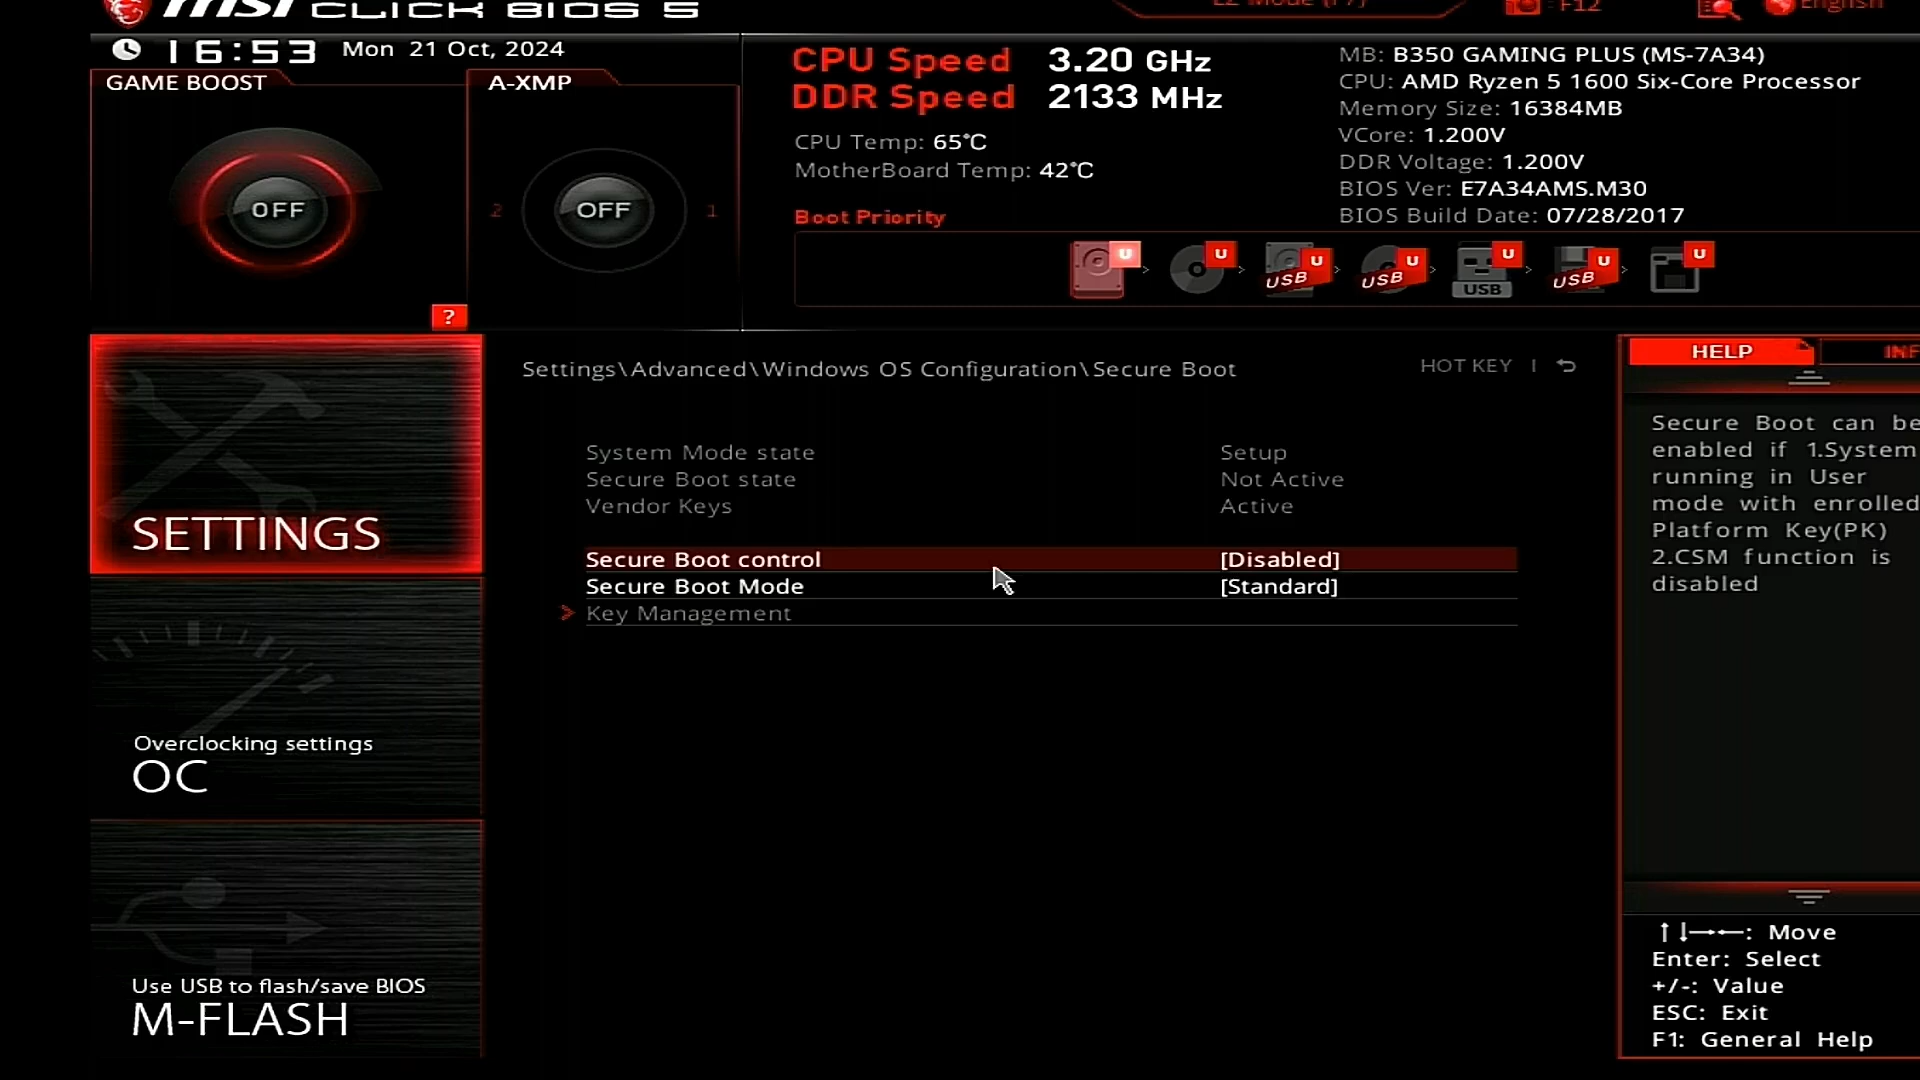 msi CLICK BIOS 5
EZ Mode (F7)
F12
English
16:53 Mon 21 Oct, 2024
GAME BOOST
A-XMP
OFF
2
OFF
1
?
CPU Speed 3.20 GHz
DDR Speed 2133 MHz
CPU Temp: 65°C
MotherBoard Temp: 42°C
MB: B350 GAMING PLUS (MS-7A34)
CPU: AMD Ryzen 5 1600 Six-Core Processor
Memory Size: 16384MB
VCore: 1.200V
DDR Voltage: 1.200V
BIOS Ver: E7A34AMS.M30
BIOS Build Date: 07/28/2017
Boot Priority
U U U USB U USB U USB U USB U
SETTINGS
Overclocking settings
OC
Use USB to flash/save BIOS
M-FLASH
Settings\Advanced\Windows OS Configuration\Secure Boot
HOT KEY |
System Mode state Setup
Secure Boot state Not Active
Vendor Keys Active
Secure Boot control [Disabled]
Secure Boot Mode [Standard]
> Key Management
HELP
INF
Secure Boot can be
enabled if 1.System
running in User
mode with enrolled
Platform Key(PK)
2.CSM function is
disabled
↑↓→←: Move
Enter: Select
+/-: Value
ESC: Exit
F1: General Help